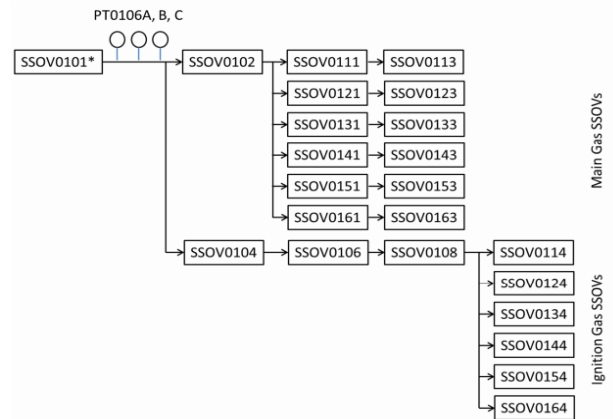 PT0106A, B, C
SSOV0101*
SSOV0102
SSOV0111
SSOV0113
SSOV0121
SSOV0123
SSOV0131
SSOV0133
SSOV0141
SSOV0143
SSOV0151
SSOV0153
SSOV0161
SSOV0163
Main Gas SSOVs
SSOV0104
SSOV0106
SSOV0108
SSOV0114
SSOV0124
SSOV0134
SSOV0144
SSOV0154
SSOV0164
Ignition Gas SSOVs